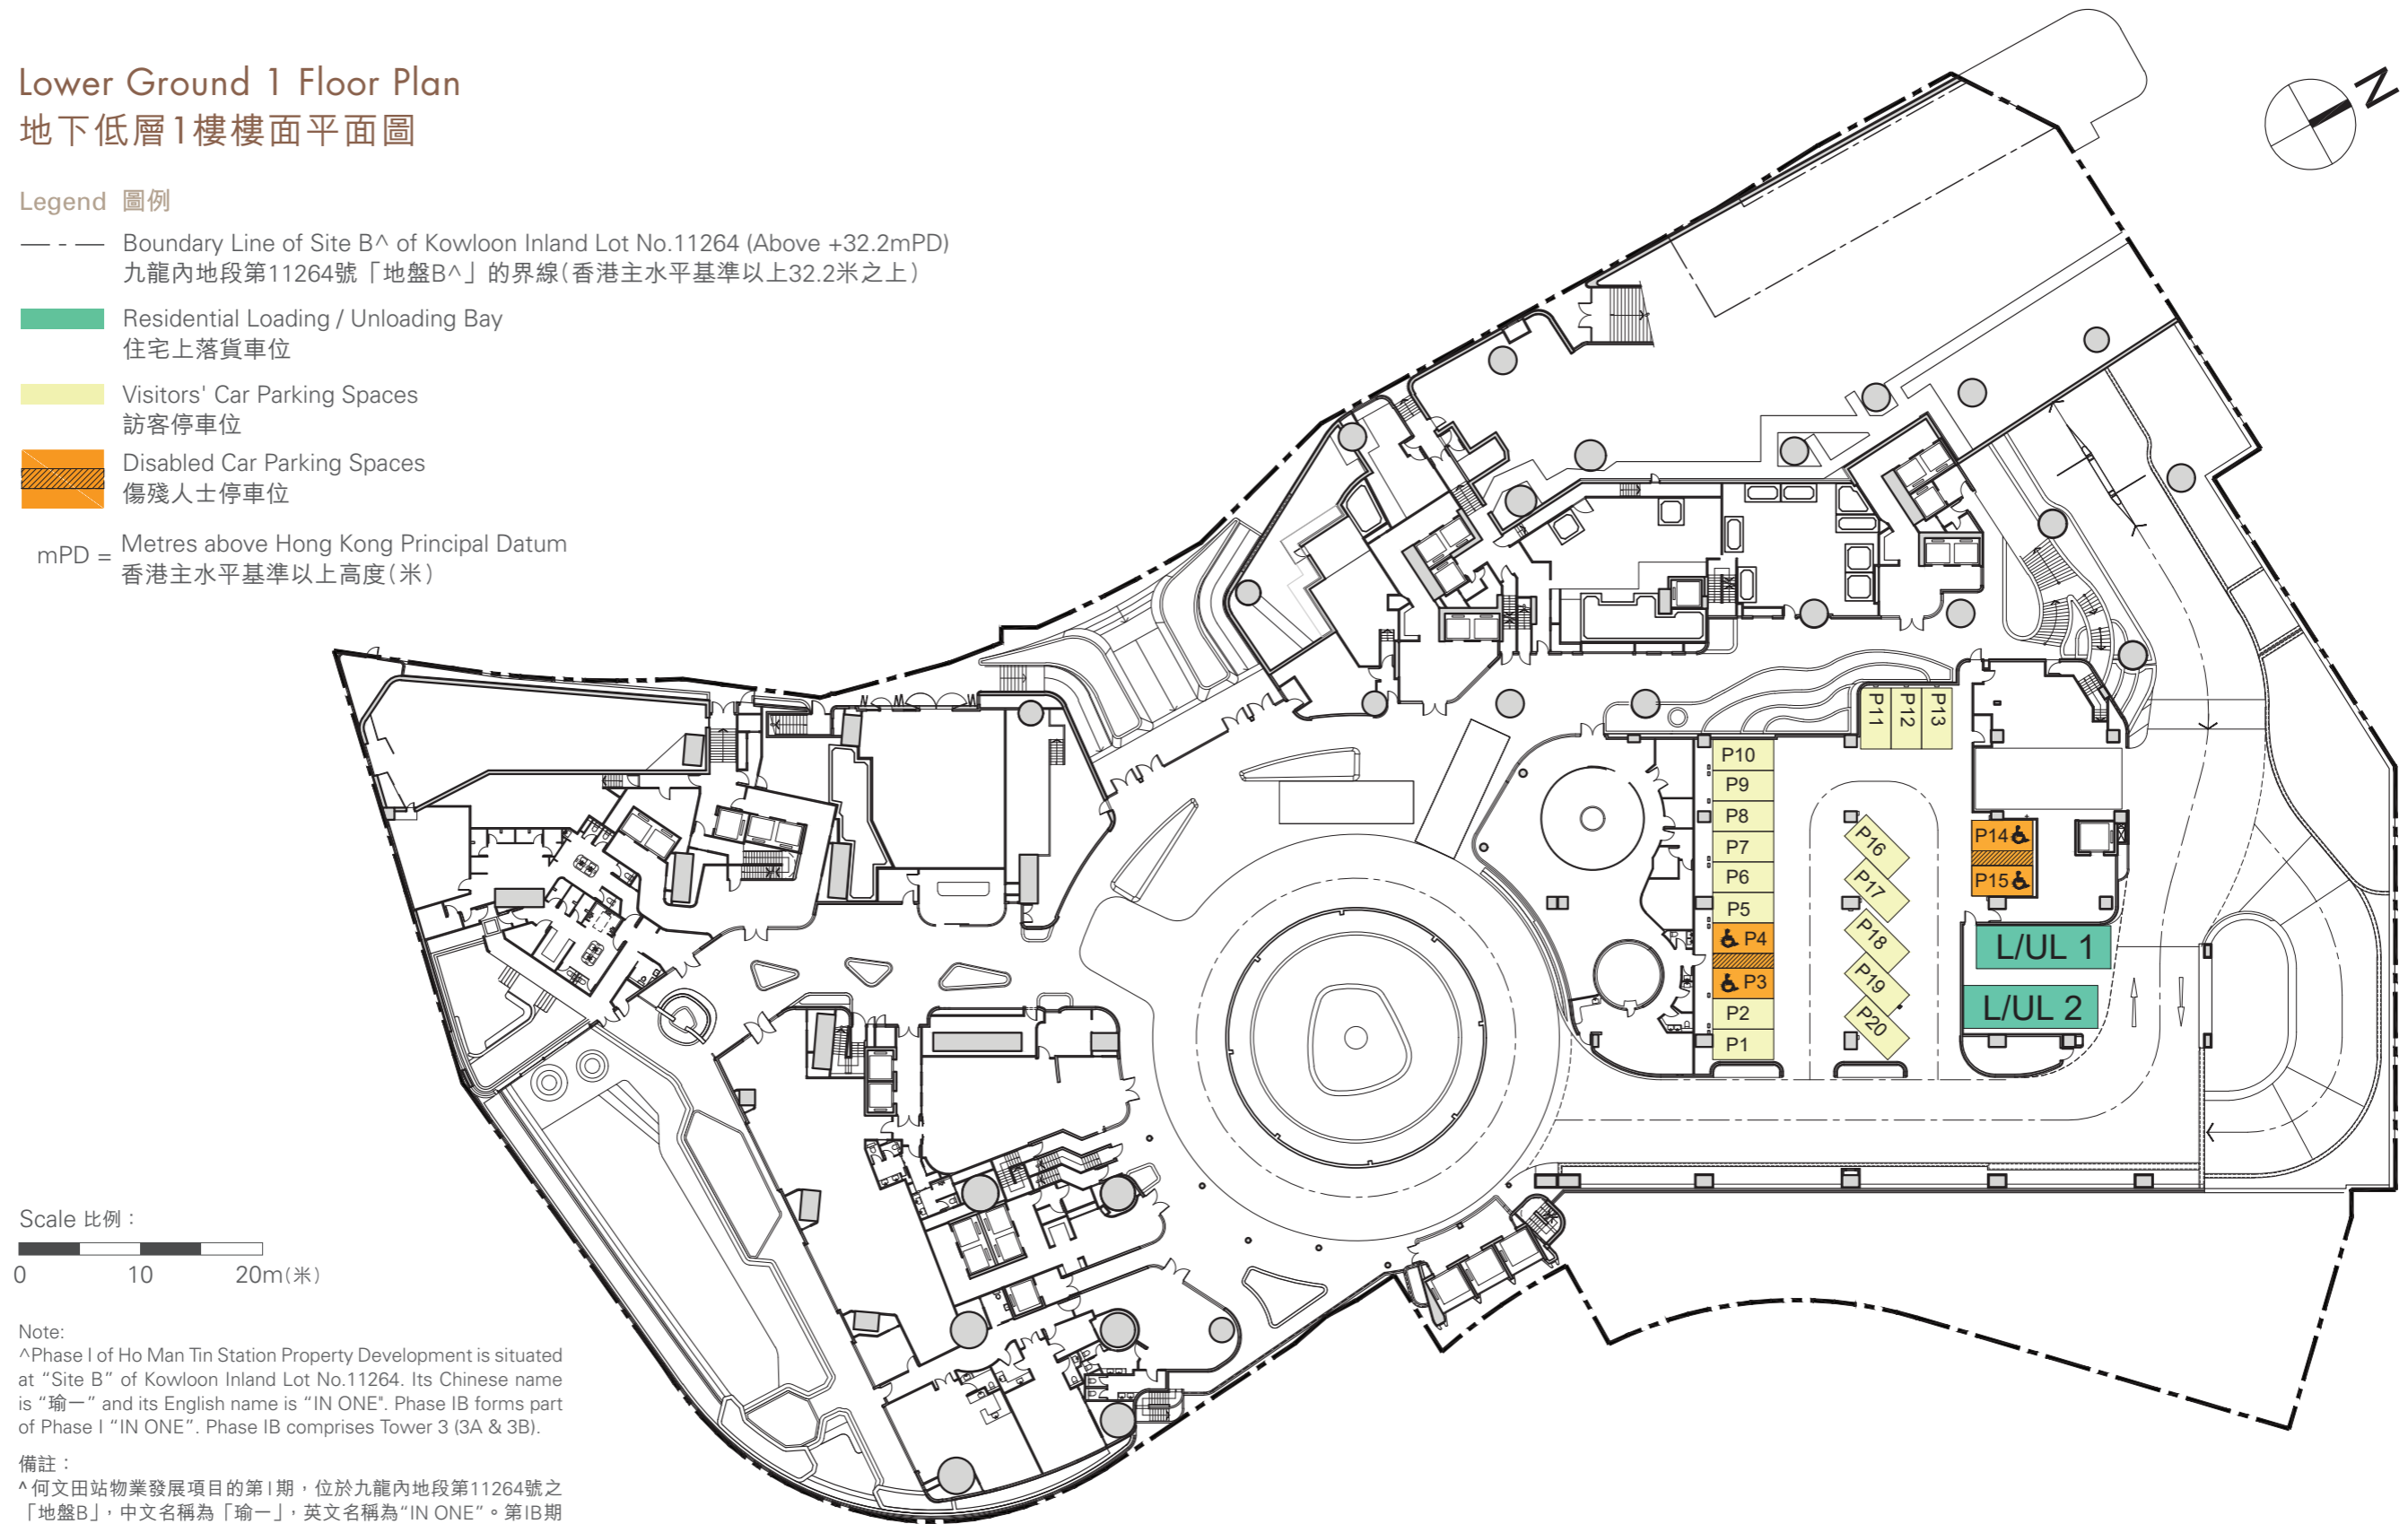 Lower Ground 1 Floor Plan
地下低層1樓樓面平面圖
Legend 圖例
Boundary Line of Site B^ of Kowloon Inland Lot No.11264 (Above +32.2mPD)
九龍內地段第11264號「地盤B^」的界線(香港主水平基準以上32.2米之上)
Residential Loading / Unloading Bay
住宅上落貨車位
Visitors' Car Parking Spaces
訪客停車位
Disabled Car Parking Spaces
傷殘人士停車位
mPD = Metres above Hong Kong Principal Datum
香港主水平基準以上高度(米)
N
P11
P12
P13
P10
P9
P8
P7
P6
P5
P4
P3
P2
P1
P16
P17
P18
P19
P20
P14
P15
L/UL 1
L/UL 2
Scale 比例：
0 10 20m(米)
Note:
^Phase I of Ho Man Tin Station Property Development is situated
at “Site B” of Kowloon Inland Lot No.11264. Its Chinese name
is “瑜一” and its English name is “IN ONE". Phase IB forms part
of Phase I “IN ONE”. Phase IB comprises Tower 3 (3A & 3B).
備註：
^何文田站物業發展項目的第I期，位於九龍內地段第11264號之
「地盤B」，中文名稱為「瑜一」，英文名稱為“IN ONE”。第IB期